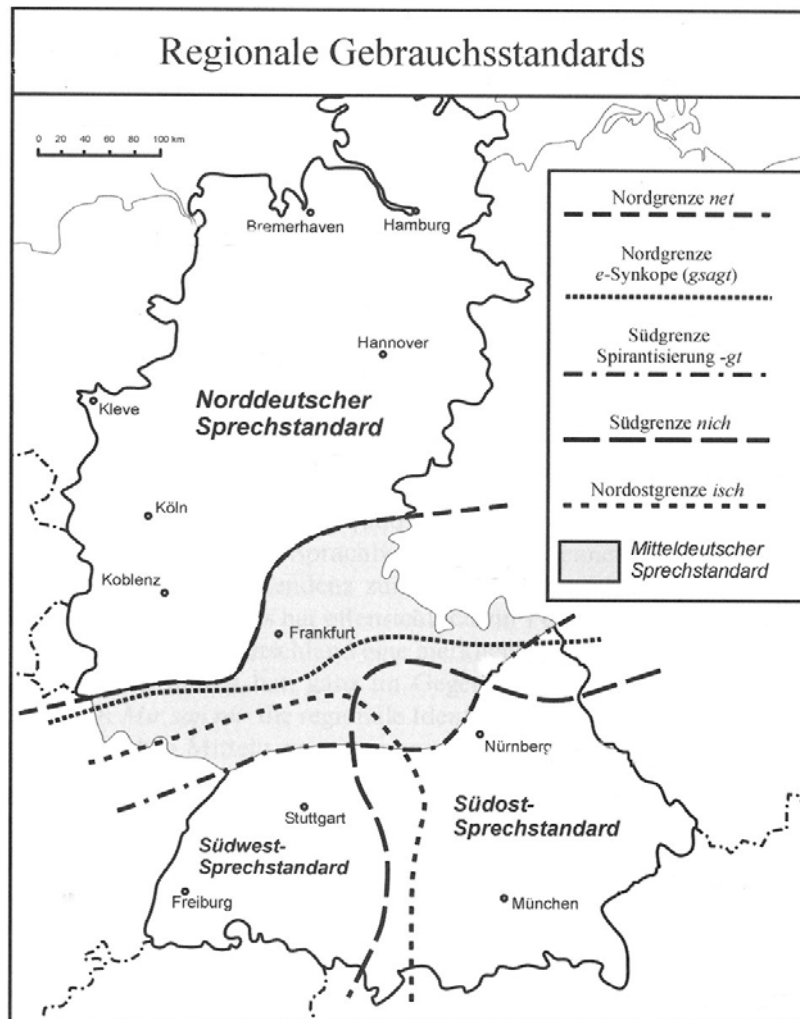 Regionale Gebrauchsstandards
0 20 40 60 80 100 km
Bremerhaven
Hamburg
Hannover
Kleve
Norddeutscher
Sprechstandard
Köln
Koblenz
Frankfurt
Nürnberg
Stuttgart
Südost-
Sprechstandard
Südwest-
Sprechstandard
Freiburg
München
Nordgrenze net
Nordgrenze
e-Synkope (gsagt)
Südgrenze
Spirantisierung -gt
Südgrenze nich
Nordostgrenze isch
Mitteldeutscher
Sprechstandard